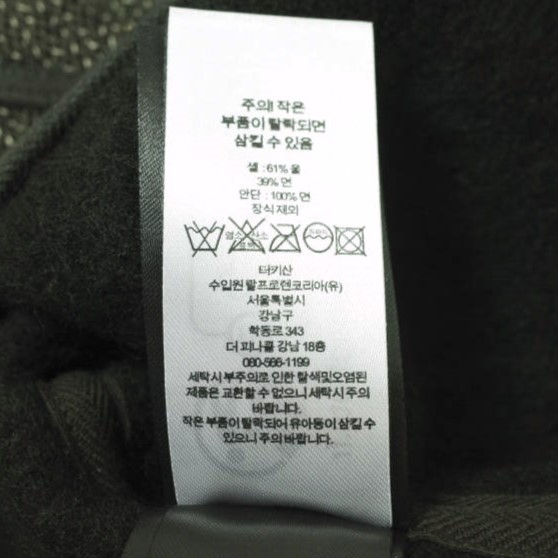 주의! 작은
부품이 탈락되면
삼킬 수 있음
셸 : 61% 울
39% 면
안단 : 100% 면
장식 제외
터키산
수입원 랄프로렌코리아(유)
서울특별시
강남구
학동로 343
더 피나클 강남 18층
080-566-1199
세탁시 부주의로 인한 탈색및오염된
제품은 교환할 수 없으니 세탁시 주의
바랍니다.
작은 부품이 탈락되어 유아등이 삼킬 수
있으니 주의 바랍니다.